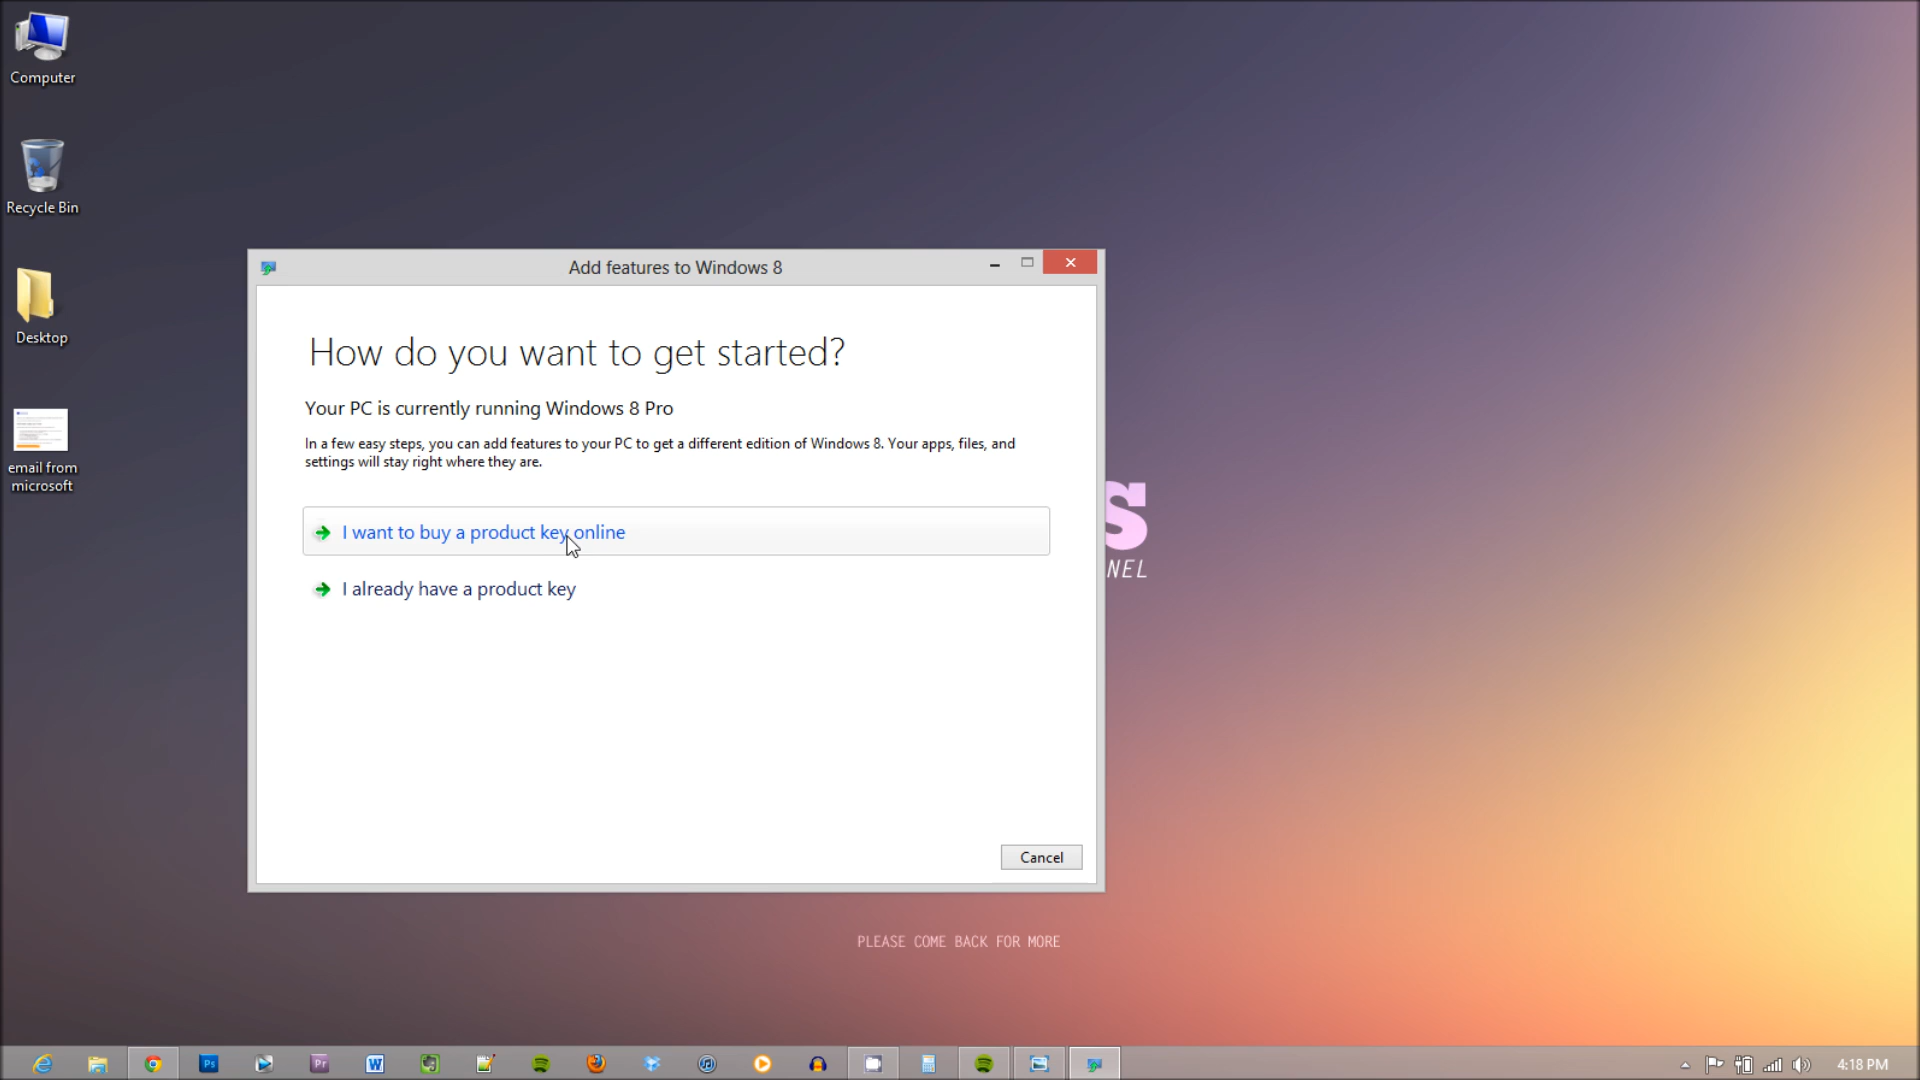 Computer
Recycle Bin
Desktop
email from
microsoft
Add features to Windows 8
How do you want to get started?
Your PC is currently running Windows 8 Pro
In a few easy steps, you can add features to your PC to get a different edition of Windows 8. Your apps, files, and
settings will stay right where they are.
I want to buy a product key online
I already have a product key
Cancel
S
NEL
PLEASE COME BACK FOR MORE
Ps
Pr
W
4:18 PM